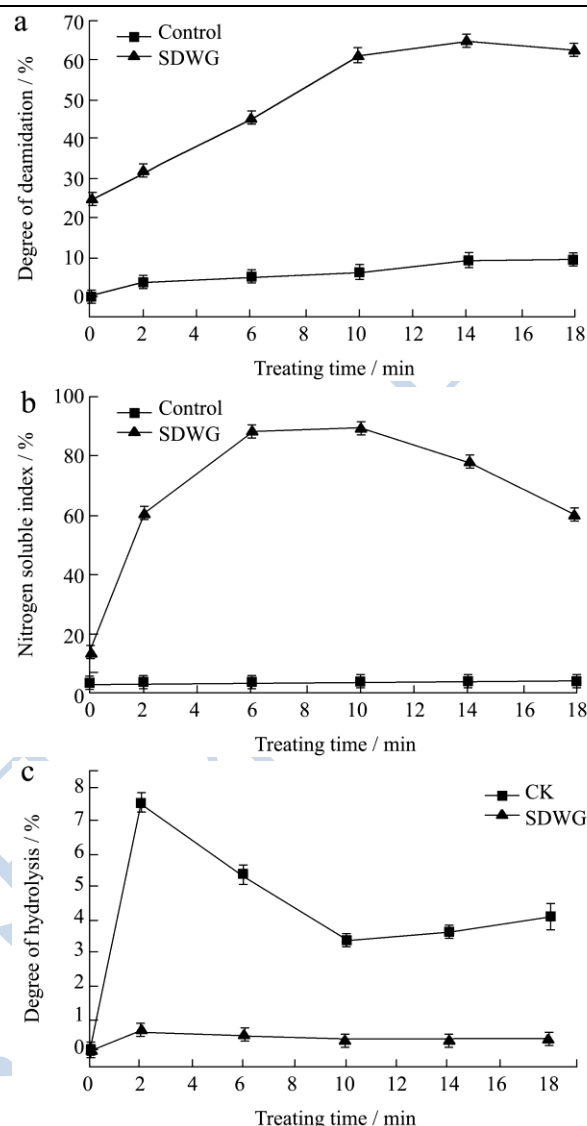 a
Control
SDWG
Degree of deamidation / %
70
60
50
40
30
20
10
0
0 2 4 6 8 10 12 14 16 18
Treating time / min
b
Control
SDWG
Nitrogen soluble index / %
100
80
60
40
20
0
0 2 4 6 8 10 12 14 16 18
Treating time / min
c
CK
SDWG
Degree of hydrolysis / %
8
7
6
5
4
3
2
1
0
0 2 4 6 8 10 12 14 16 18
Treating time / min